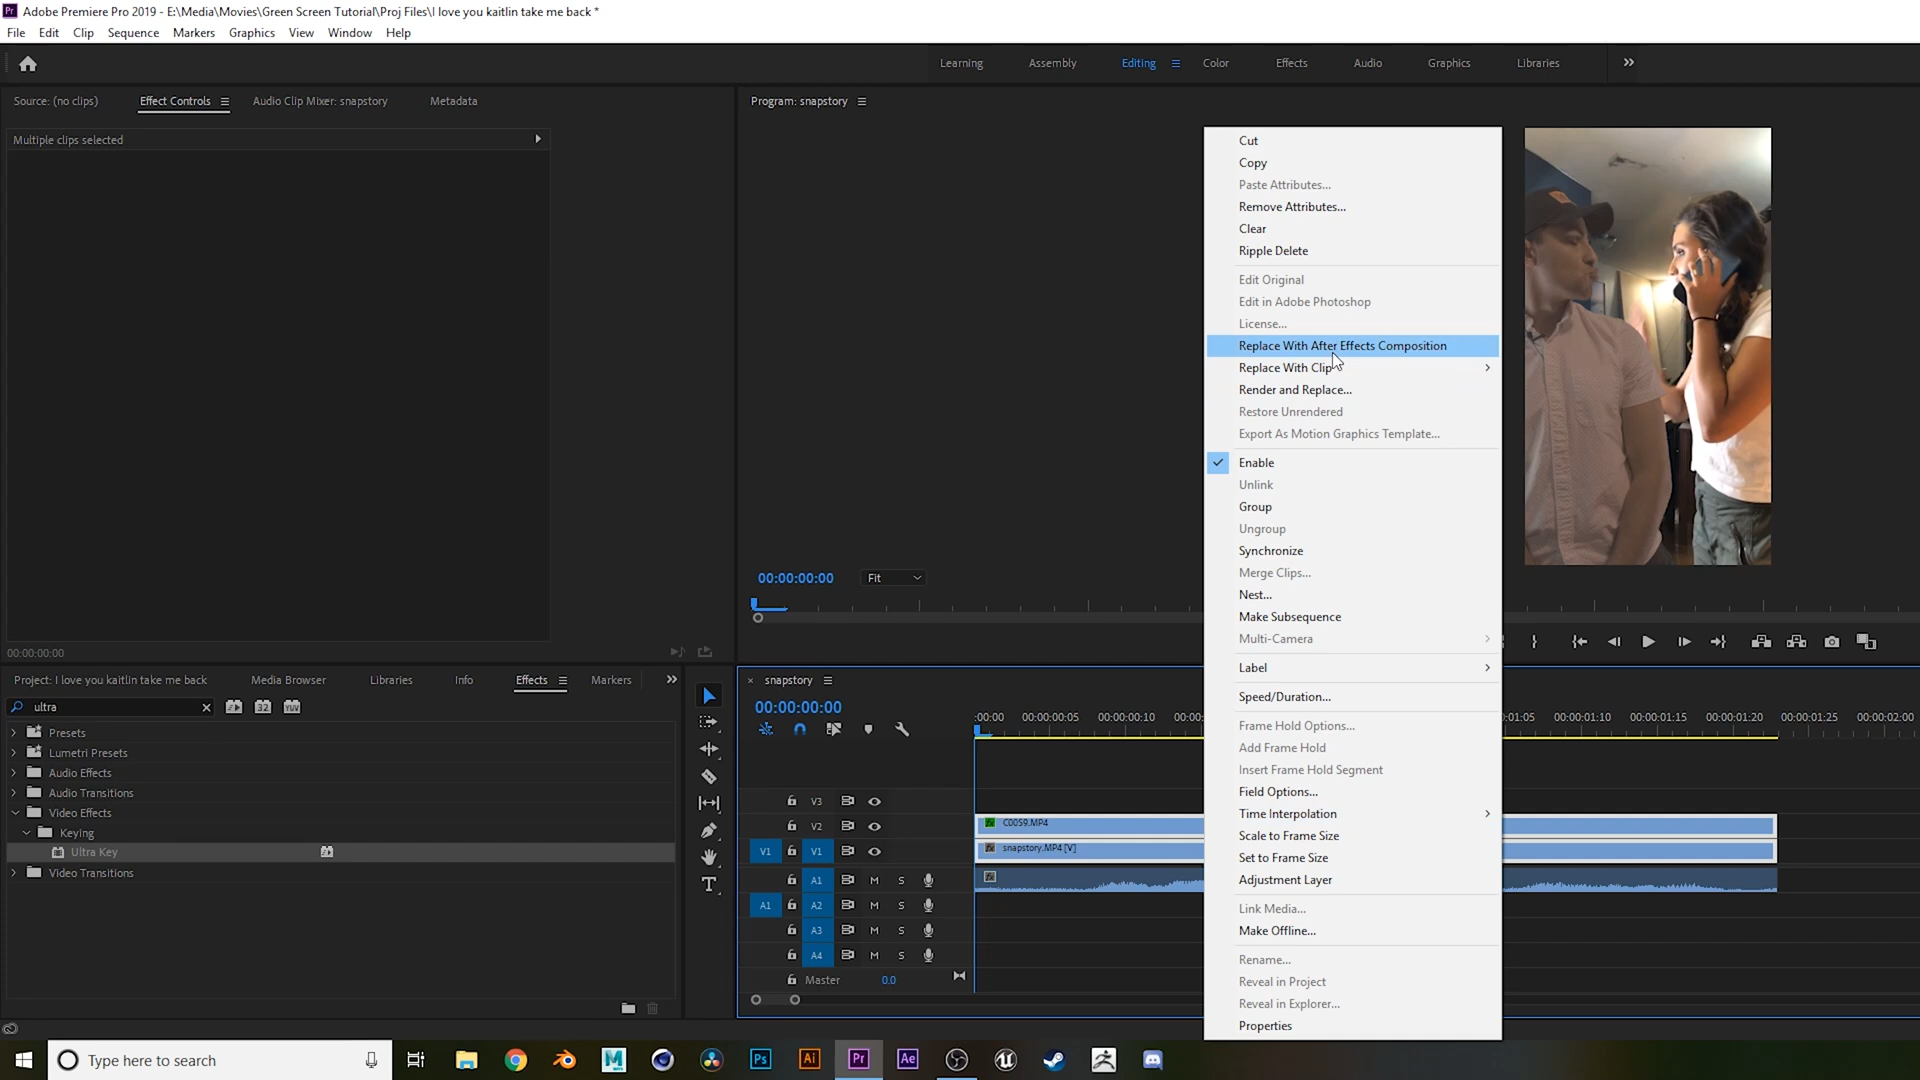 Adobe Premiere Pro 2019 - E:\Media\Movies\Green Screen Tutorial\Proj Files\I love you kaitlin take me back *
File Edit Clip Sequence Markers Graphics View Window Help
Learning Assembly Editing Color Effects Audio Graphics Libraries
Source: (no clips) Effect Controls Audio Clip Mixer: snapstory Metadata
Program: snapstory
Multiple clips selected
Cut
Copy
Paste Attributes...
Remove Attributes...
Clear
Ripple Delete
Edit Original
Edit in Adobe Photoshop
License...
Replace With After Effects Composition
Replace With Clip
Render and Replace...
Restore Unrendered
Export As Motion Graphics Template...
Enable
Unlink
Group
Ungroup
Synchronize
Merge Clips...
Nest...
Make Subsequence
Multi-Camera
Label
Speed/Duration...
Frame Hold Options...
Add Frame Hold
Insert Frame Hold Segment
Field Options...
Time Interpolation
Scale to Frame Size
Set to Frame Size
Adjustment Layer
Link Media...
Make Offline...
Rename...
Reveal in Project
Reveal in Explorer...
Properties
00:00:00:00 Fit
00:00:00:00
Project: I love you kaitlin take me back Media Browser Libraries Info Effects Markers
ultra 32 YUV
Presets
Lumetri Presets
Audio Effects
Audio Transitions
Video Effects
Keying
Ultra Key
Video Transitions
snapstory
00:00:00:00
:00:00 00:00:00:05 00:00:00:10 00:00: 0:01:05 00:00:01:10 00:00:01:15 00:00:01:20 00:00:01:25 00:00:02:00
V3
V2 C0059.MP4
V1 V1 snapstory.MP4 [V]
A1 M S
A1 A2 M S
A3 M S
A4 M S
Master 0.0
Type here to search
Ps Ai Pr Ae